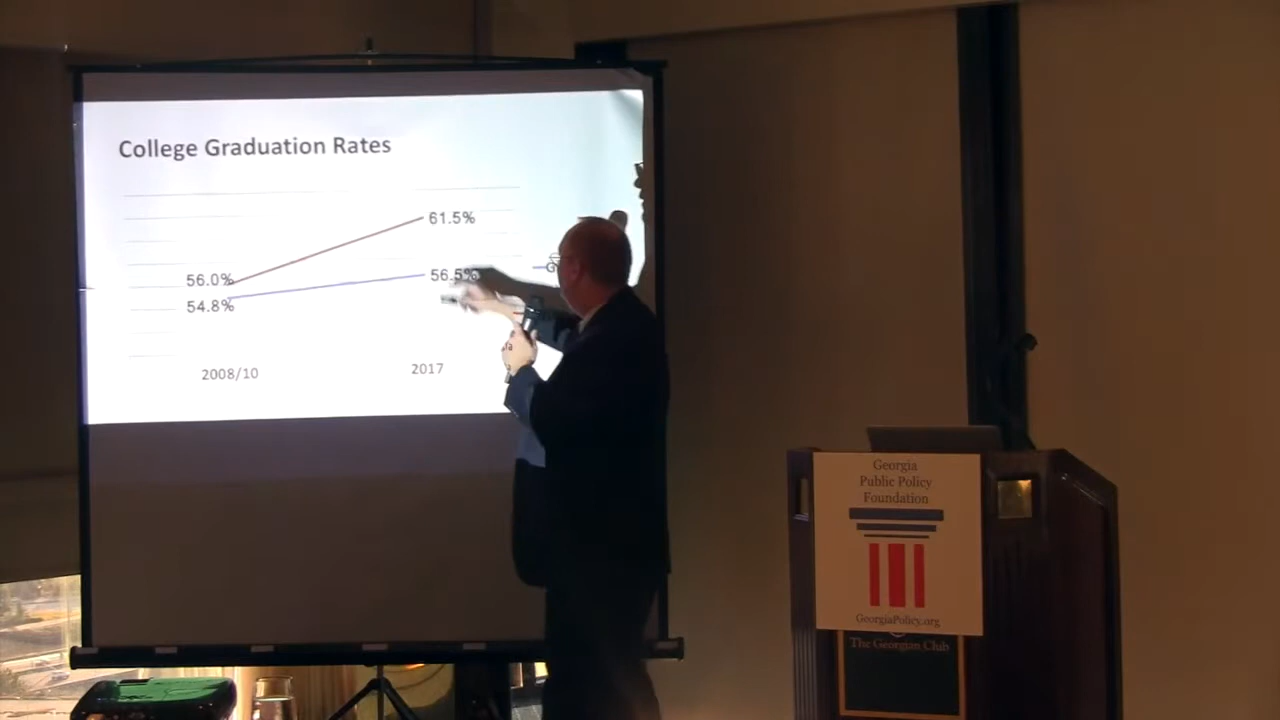 College Graduation Rates
61.5%
56.0%
56.5%
54.8%
2008/10
2017
Georgia
Public Policy
Foundation
GeorgiaPolicy.org
The Georgian Club